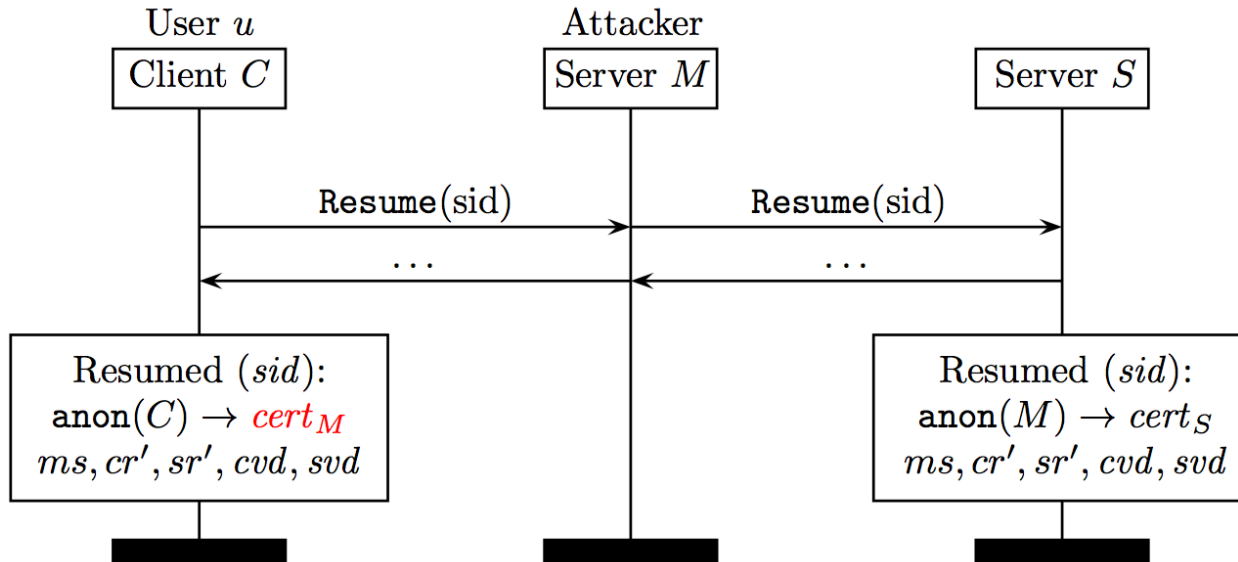 User u
Attacker
Client C
Server M
Server S
Resume(sid)
Resume(sid)
...
...
Resumed (sid):
anon(C) → cert_M
ms, cr′, sr′, cvd, svd
Resumed (sid):
anon(M) → cert_S
ms, cr′, sr′, cvd, svd